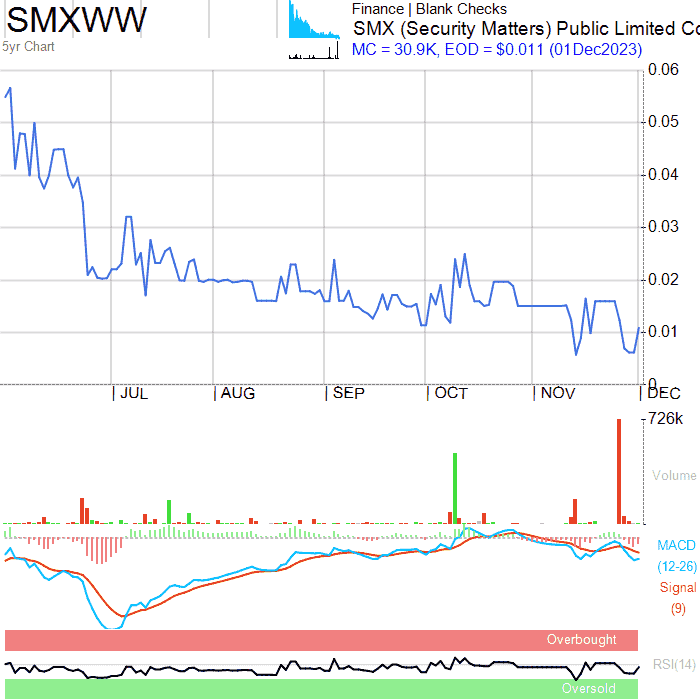 SMXWW
5yr Chart
Finance | Blank Checks
SMX (Security Matters) Public Limited Co
MC = 30.9K, EOD = $0.011 (01Dec2023)
0.06
0.05
0.04
0.03
0.02
0.01
0
JUL AUG SEP OCT NOV DEC
726k
Volume
MACD
(12-26)
Signal
(9)
Overbought
RSI(14)
Oversold